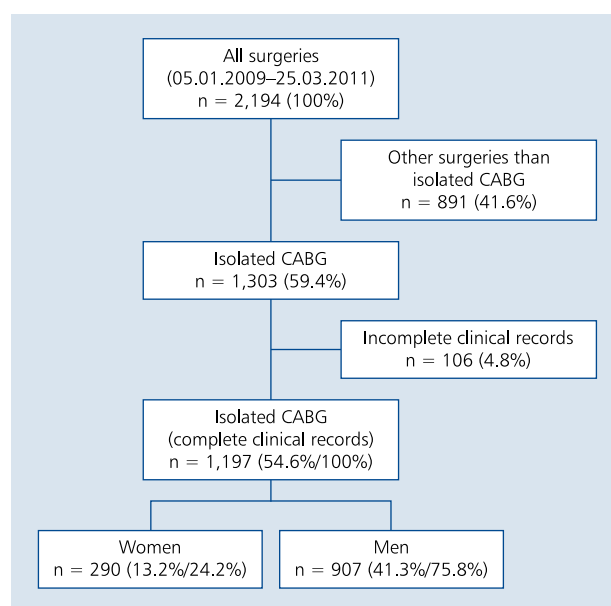 All surgeries
(05.01.2009–25.03.2011)
n = 2,194 (100%)
Other surgeries than
isolated CABG
n = 891 (41.6%)
Isolated CABG
n = 1,303 (59.4%)
Incomplete clinical records
n = 106 (4.8%)
Isolated CABG
(complete clinical records)
n = 1,197 (54.6%/100%)
Women
n = 290 (13.2%/24.2%)
Men
n = 907 (41.3%/75.8%)